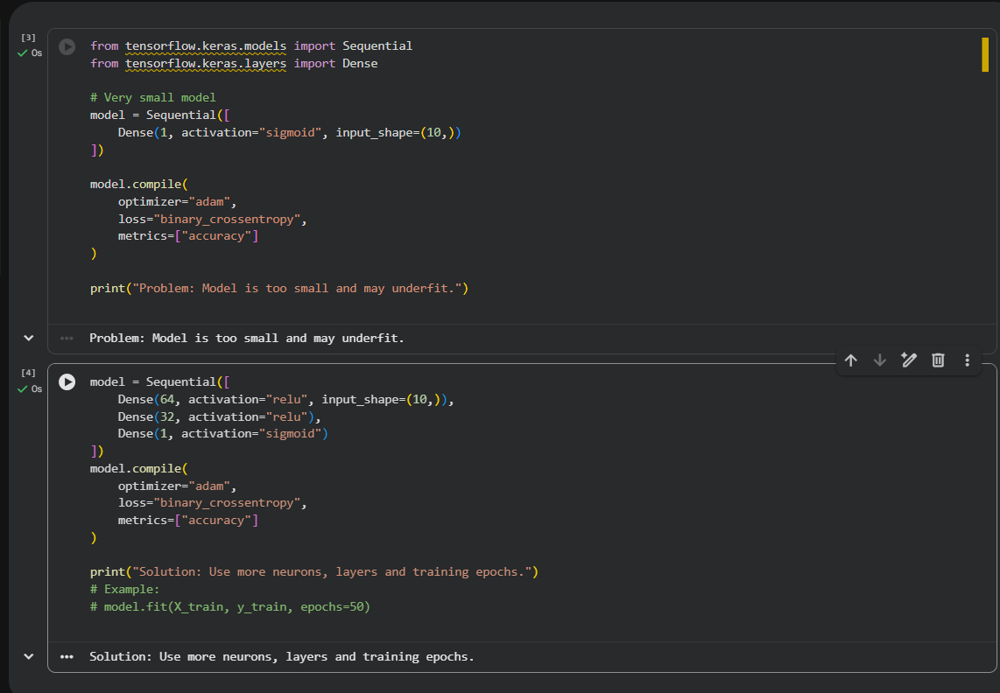 [3]
0s
from tensorflow.keras.models import Sequential
from tensorflow.keras.layers import Dense
# Very small model
model = Sequential([
    Dense(1, activation="sigmoid", input_shape=(10,))
])
model.compile(
    optimizer="adam",
    loss="binary_crossentropy",
    metrics=["accuracy"]
)
print("Problem: Model is too small and may underfit.")
Problem: Model is too small and may underfit.
[4]
0s
model = Sequential([
    Dense(64, activation="relu", input_shape=(10,)),
    Dense(32, activation="relu"),
    Dense(1, activation="sigmoid")
])
model.compile(
    optimizer="adam",
    loss="binary_crossentropy",
    metrics=["accuracy"]
)
print("Solution: Use more neurons, layers and training epochs.")
# Example:
# model.fit(X_train, y_train, epochs=50)
Solution: Use more neurons, layers and training epochs.